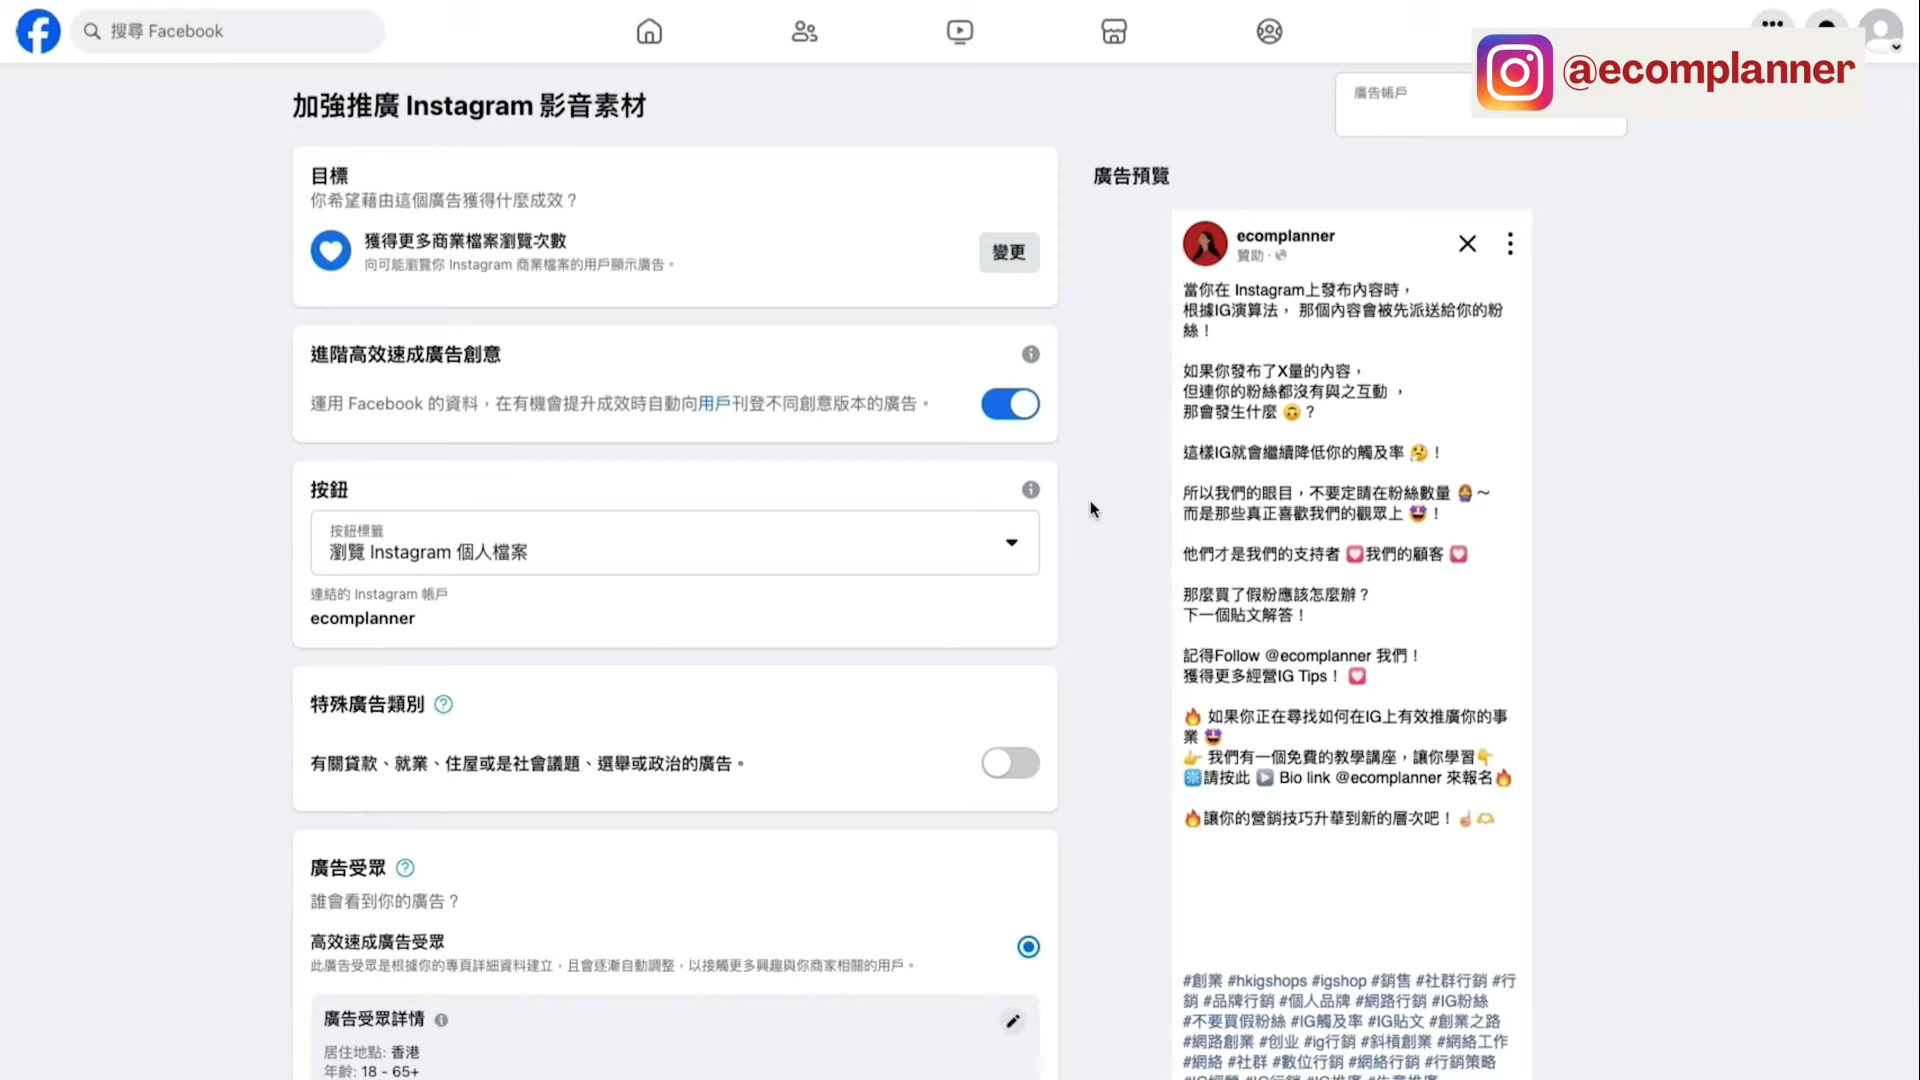 搜尋 Facebook
@ecomplanner
廣告帳戶
加強推廣 Instagram 影音素材
目標
你希望藉由這個廣告獲得什麼成效？
獲得更多商業檔案瀏覽次數
向可能瀏覽你 Instagram 商業檔案的用戶顯示廣告。
變更
進階高效速成廣告創意
運用 Facebook 的資料，在有機會提升成效時自動向用戶刊登不同創意版本的廣告。
按鈕
按鈕標籤
瀏覽 Instagram 個人檔案
連結的 Instagram 帳戶
ecomplanner
特殊廣告類別
有關貸款、就業、住屋或是社會議題、選舉或政治的廣告。
廣告受眾
誰會看到你的廣告？
高效速成廣告受眾
此廣告受眾是根據你的專頁詳細資料建立，且會逐漸自動調整，以接觸更多興趣與你商家相關的用戶。
廣告受眾詳情
居住地點: 香港
年齡: 18 - 65+
廣告預覽
ecomplanner
贊助 ·
當你在 Instagram上發布內容時，
根據IG演算法， 那個內容會被先派送給你的粉
絲！
如果你發布了X量的內容，
但連你的粉絲都沒有與之互動 ，
那會發生什麼 🙃？
這樣IG就會繼續降低你的觸及率 🤔！
所以我們的眼目，不要定睛在粉絲數量 🙅‍♀️～
而是那些真正喜歡我們的觀眾上 🤩！
他們才是我們的支持者 💟我們的顧客 💟
那麼買了假粉應該怎麼辦？
下一個貼文解答！
記得Follow @ecomplanner 我們！
獲得更多經營IG Tips！ 💟
🔥 如果你正在尋找如何在IG上有效推廣你的事
業 🤩
👉 我們有一個免費的教學講座，讓你學習👇
❇️請按此 ▶️ Bio link @ecomplanner 來報名🔥
🔥讓你的營銷技巧升華到新的層次吧！☝🏻🫶
#創業 #hkigshops #igshop #銷售 #社群行銷 #行
銷 #品牌行銷 #個人品牌 #網路行銷 #IG粉絲
#不要買假粉絲 #IG觸及率 #IG貼文 #創業之路
#網路創業 #创业 #ig行銷 #斜槓創業 #網絡工作
#網絡 #社群 #數位行銷 #網絡行銷 #行銷策略